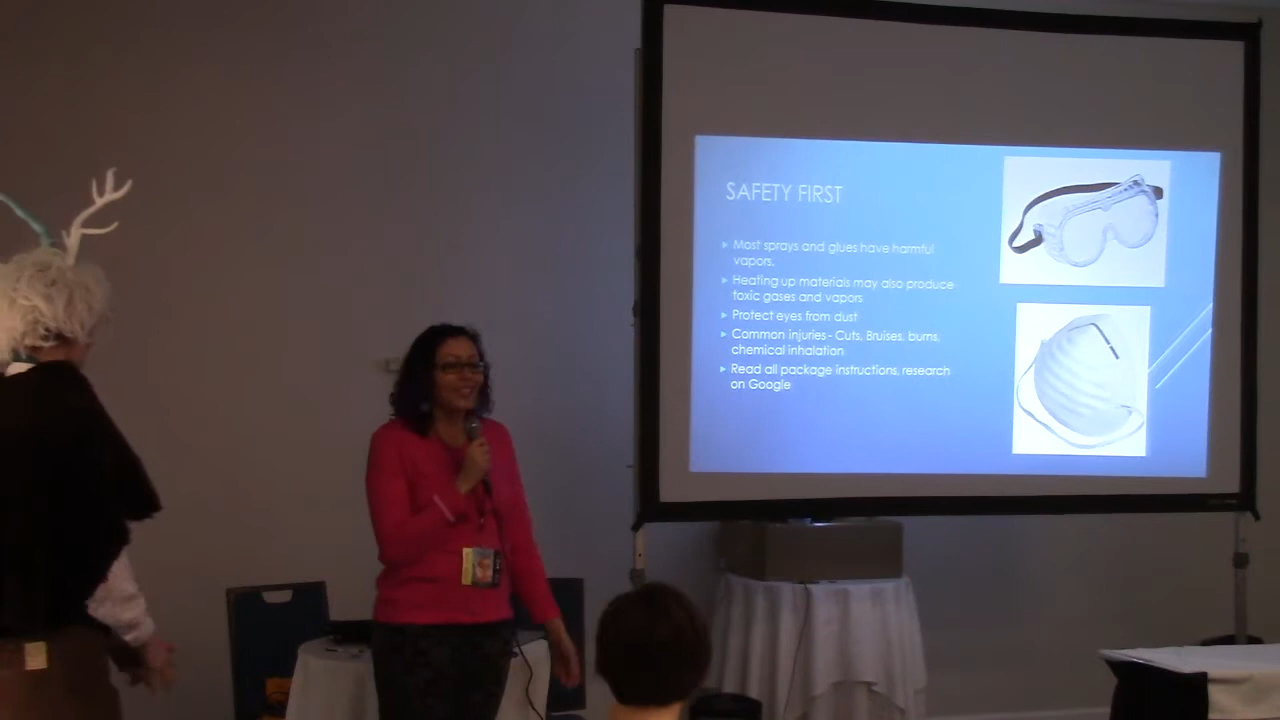 SAFETY FIRST
Most sprays and glues have harmful
vapors.
Heating up materials may also produce
toxic gases and vapors
Protect eyes from dust
Common injuries- Cuts, Bruises, burns,
chemical inhalation
Read all package instructions, research
on Google